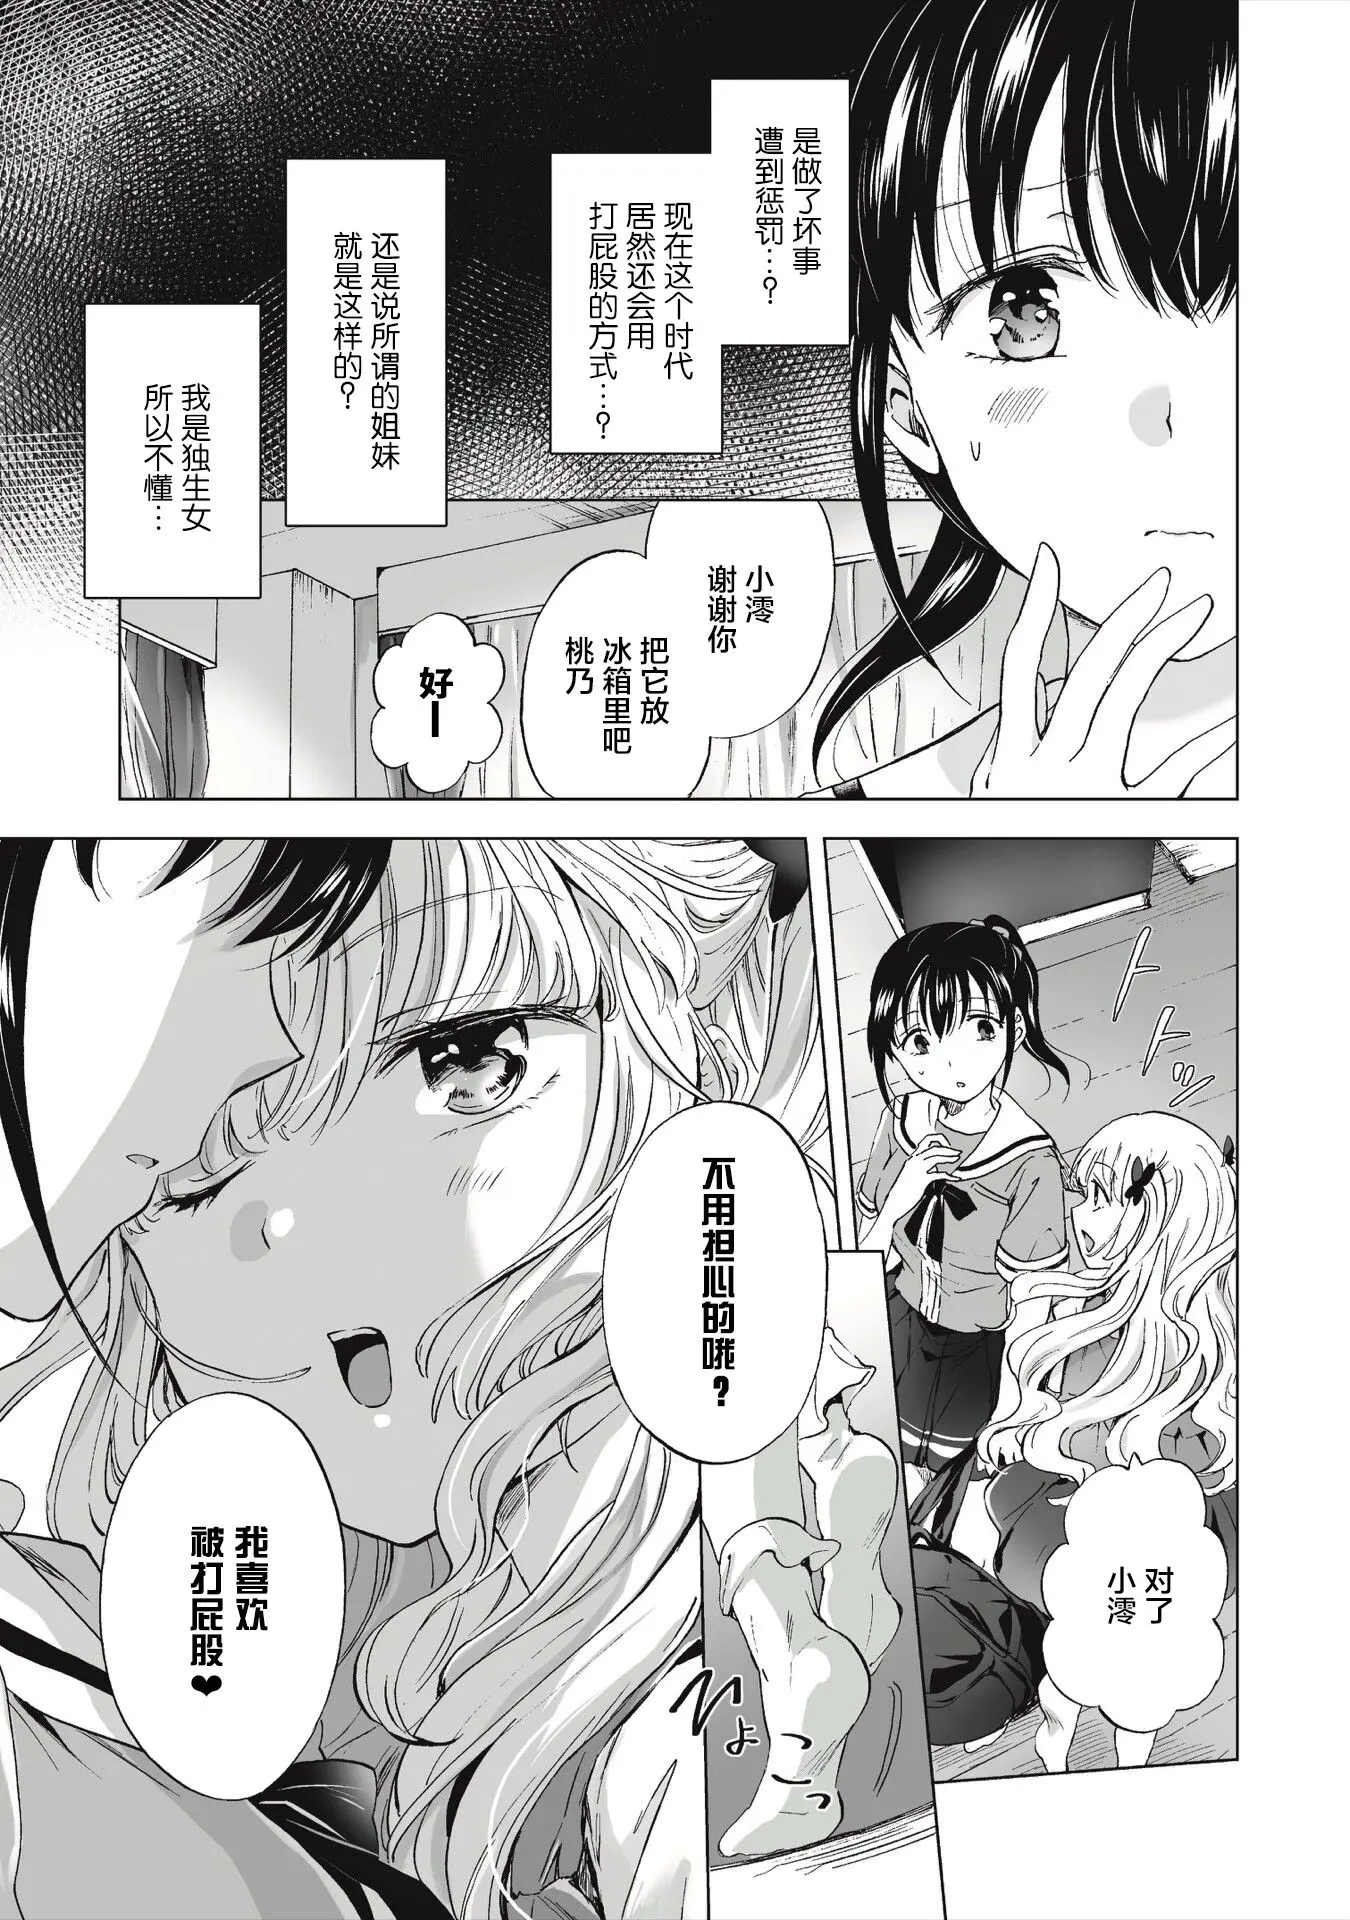 是做了坏事
遭到惩罚…?
现在这个时代
居然还会用
打屁股的方式…?
还是说所谓的姐妹
就是这样的?
我是独生女
所以不懂…
小澪
谢谢你
把它放
冰箱里吧
桃乃
好ー
トン
トン
对了
小澪
ひょこっ
不用担心的哦?
我喜欢
被打屁股❤